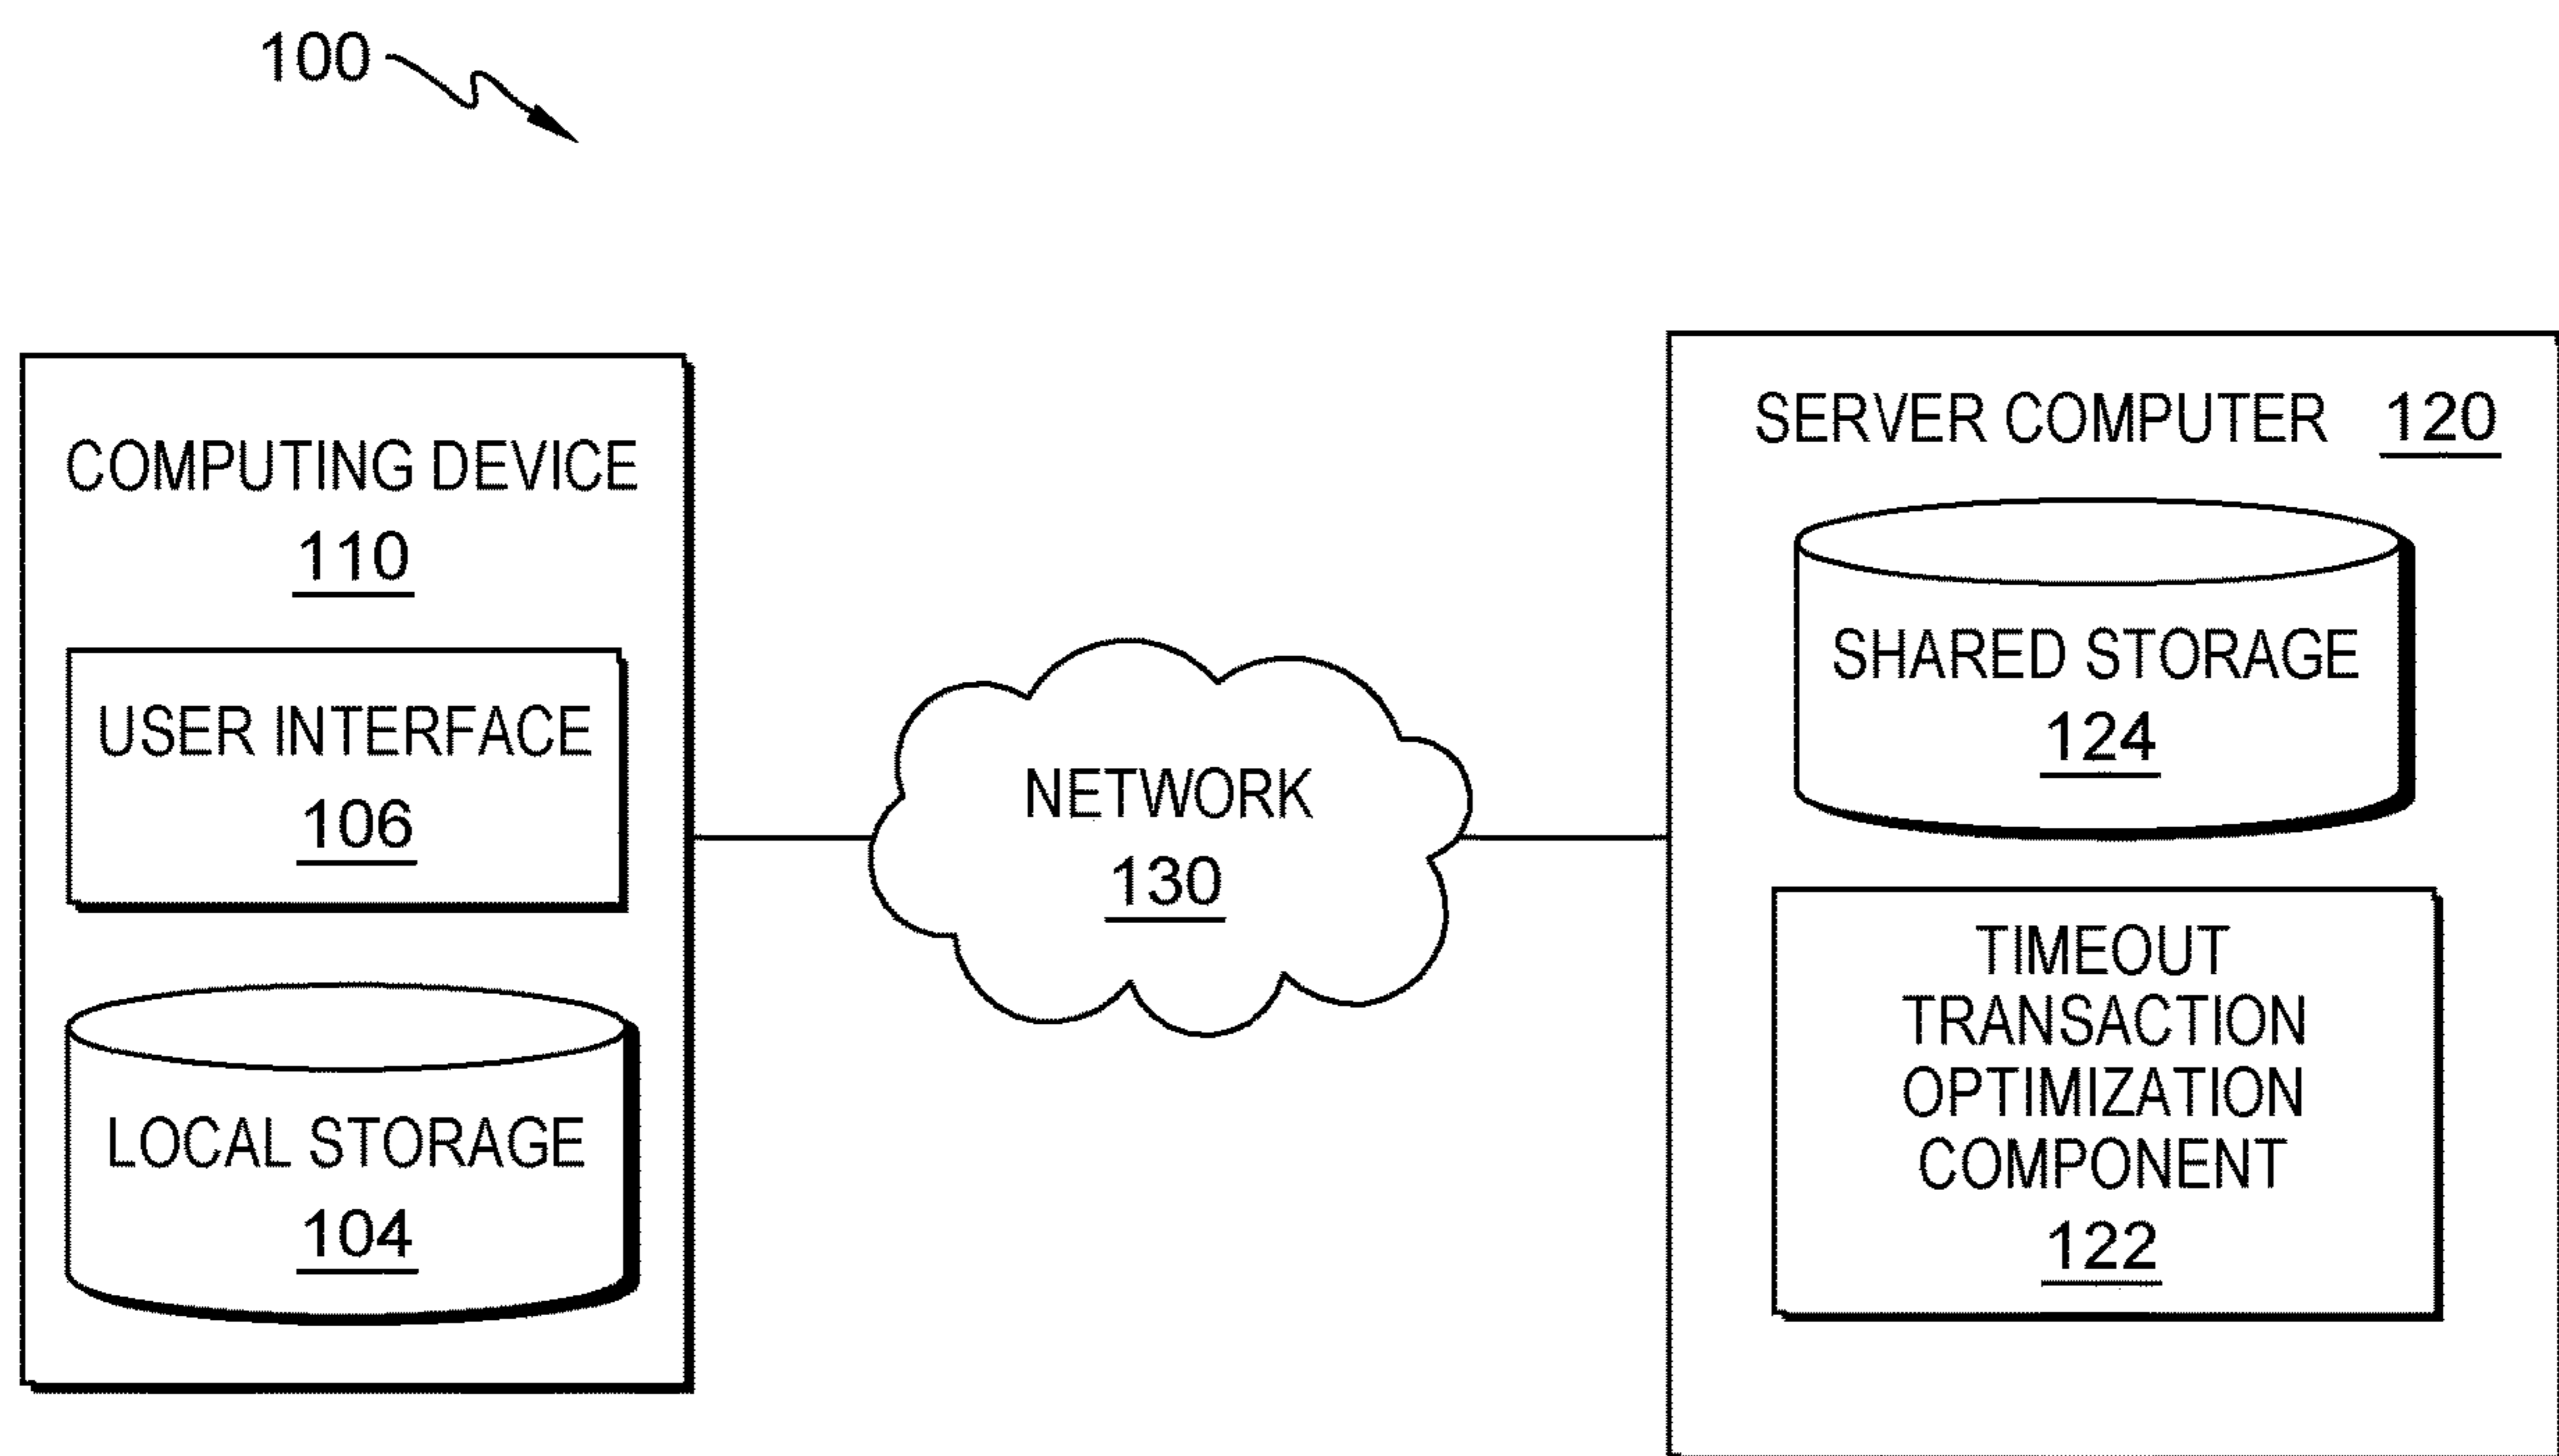 100
COMPUTING DEVICE
110
USER INTERFACE
106
LOCAL STORAGE
104
NETWORK
130
SERVER COMPUTER 120
SHARED STORAGE
124
TIMEOUT
TRANSACTION
OPTIMIZATION
COMPONENT
122